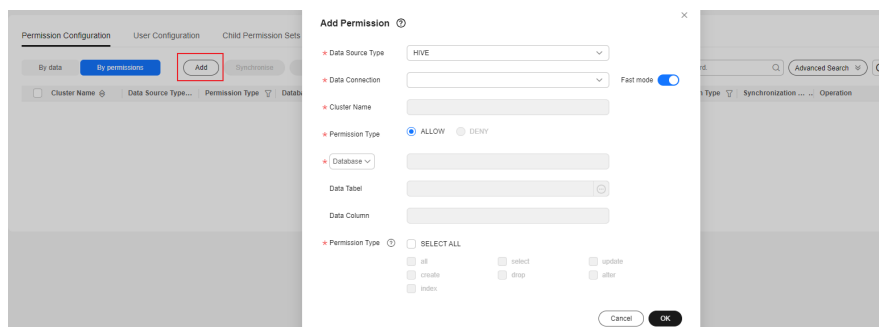 Add Permission ?
Permission Configuration User Configuration Child Permission Sets
By data By permissions Add Synchronise
Advanced Search
Cluster Name Data Source Type... Permission Type Databa
n Type Synchronization ... .. Operation
* Data Source Type HIVE
* Data Connection Fast mode
* Cluster Name
* Permission Type ALLOW DENY
* Database
Data Tabel
Data Column
* Permission Type ? SELECT ALL
all select update
create drop alter
index
Cancel OK